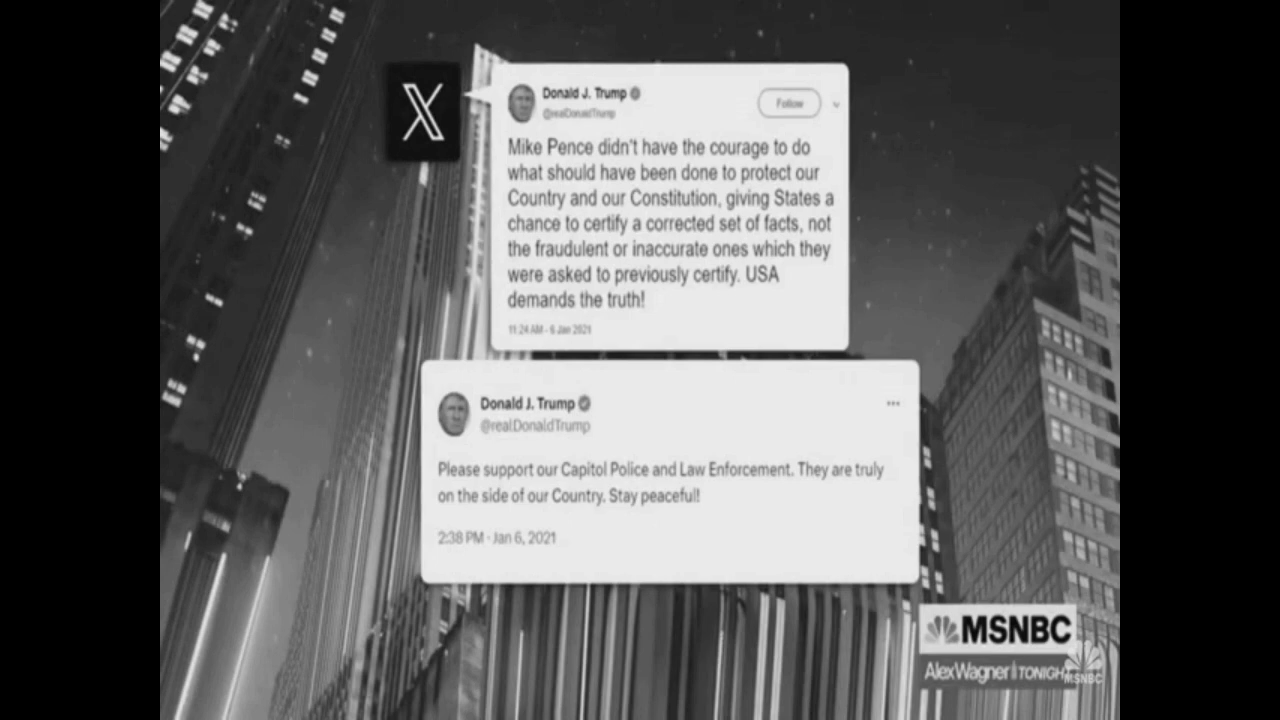 X
Donald J. Trump
@realDonaldTrump
Follow
Mike Pence didn't have the courage to do
what should have been done to protect our
Country and our Constitution, giving States a
chance to certify a corrected set of facts, not
the fraudulent or inaccurate ones which they
were asked to previously certify. USA
demands the truth!
11:24 AM - 6 Jan 2021
Donald J. Trump
@realDonaldTrump
Please support our Capitol Police and Law Enforcement. They are truly
on the side of our Country. Stay peaceful!
2:38 PM · Jan 6, 2021
MSNBC
AlexWagner TONIGHT
MSNBC